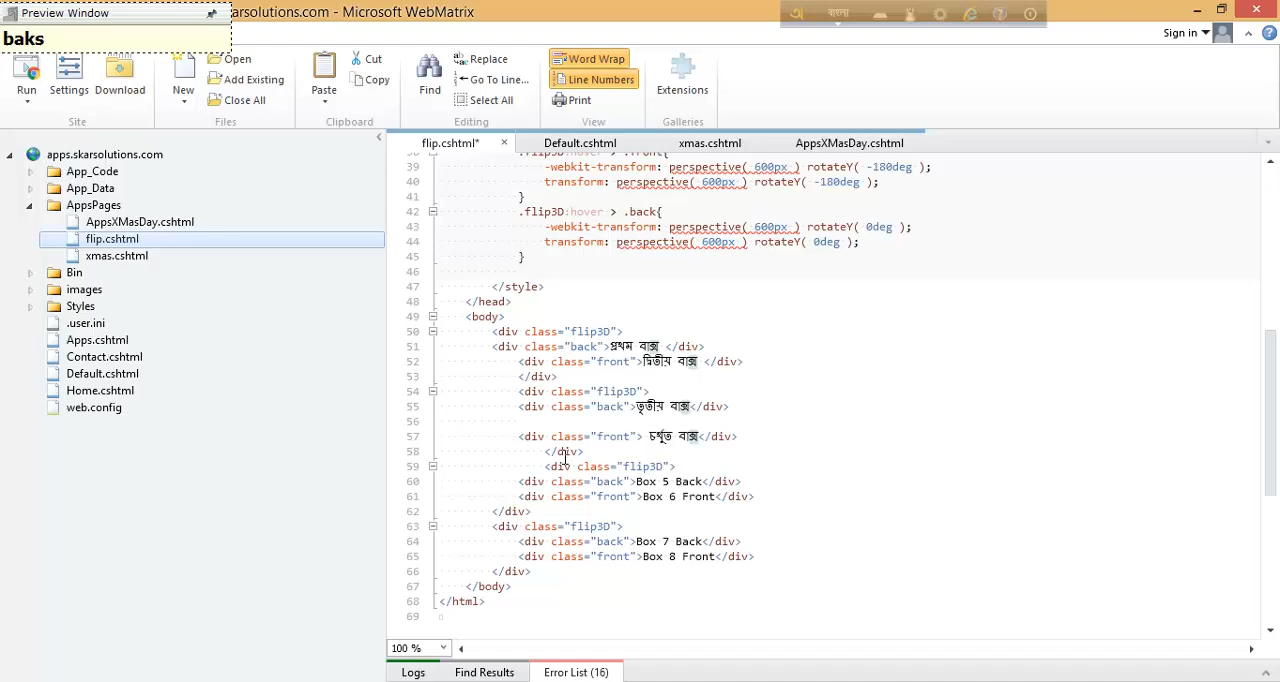 Preview Window
baks
karsolutions.com - Microsoft WebMatrix
অ বাংলা
Sign in
Run
Settings
Download
Site
New
Open
Add Existing
Close All
Files
Paste
Cut
Copy
Clipboard
Find
Replace
Go To Line...
Select All
Editing
Word Wrap
Line Numbers
Print
View
Extensions
Galleries
apps.skarsolutions.com
App_Code
App_Data
AppsPages
AppsXMasDay.cshtml
flip.cshtml
xmas.cshtml
Bin
images
Styles
.user.ini
Apps.cshtml
Contact.cshtml
Default.cshtml
Home.cshtml
web.config
flip.cshtml* × Default.cshtml xmas.cshtml AppsXMasDay.cshtml
38 .flip3D:hover > .front{
39 -webkit-transform: perspective( 600px ) rotateY( -180deg );
40 transform: perspective( 600px ) rotateY( -180deg );
41 }
42 .flip3D:hover > .back{
43 -webkit-transform: perspective( 600px ) rotateY( 0deg );
44 transform: perspective( 600px ) rotateY( 0deg );
45 }
46
47 </style>
48 </head>
49 <body>
50 <div class="flip3D">
51 <div class="back">প্রথম বাক্স </div>
52 <div class="front">দ্বিতীয় বাক্স </div>
53 </div>
54 <div class="flip3D">
55 <div class="back">তৃতীয় বাক্স</div>
56
57 <div class="front"> চর্থুত বাক্স</div>
58 </div>
59 <div class="flip3D">
60 <div class="back">Box 5 Back</div>
61 <div class="front">Box 6 Front</div>
62 </div>
63 <div class="flip3D">
64 <div class="back">Box 7 Back</div>
65 <div class="front">Box 8 Front</div>
66 </div>
67 </body>
68 </html>
69
100 %
Logs Find Results Error List (16)